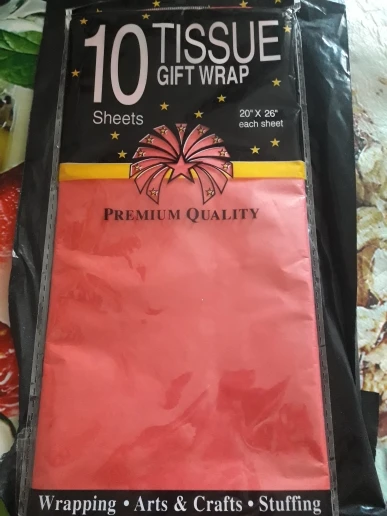 10 TISSUE
GIFT WRAP
Sheets
20" X 26"
each sheet
PREMIUM QUALITY
Wrapping • Arts & Crafts • Stuffing